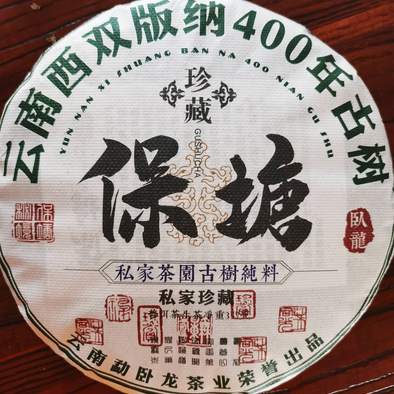 云南西双版纳400年古树
YUN NAN XI SHUANG BAN NA 400 NIAN GU SHU
珍藏
保塘
卧龍
私家茶園古樹純料
私家珍藏
云南勐卧龙茶业荣誉出品